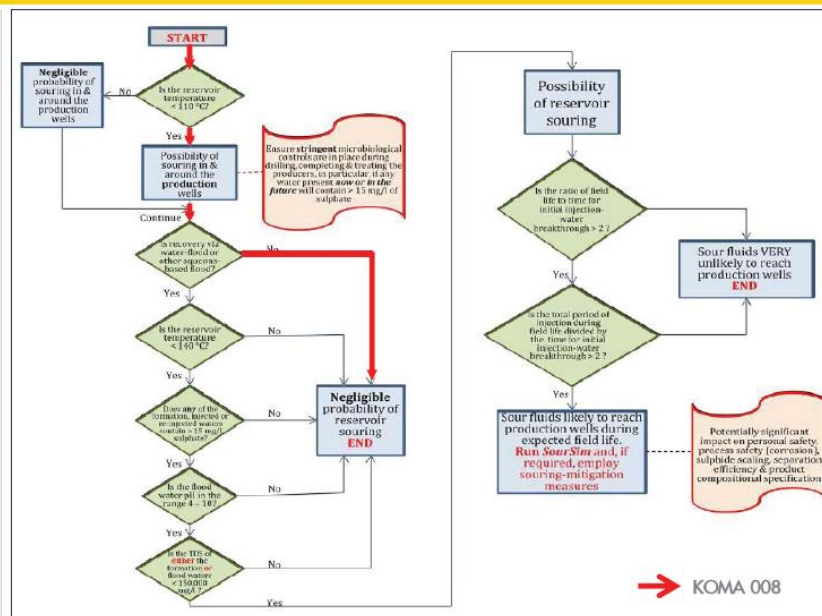 START
Is the reservoir
temperature
< 110 °C?
No
Negligible
probability of
souring in &
around the
production
wells
Yes
Possibility of
souring in &
around the
production
wells
Ensure stringent microbiological
controls are in place during
drilling, completing & treating the
producers, in particular, if any
water present now or in the
future will contain > 15 mg/l of
sulphate
Continue
Is recovery via
water-flood or
other aqueous-
based flood?
No
Yes
Is the reservoir
temperature
< 140 °C?
No
Yes
Does any of the
formation, injected or
re-injected waters
contain > 15 mg/l
sulphate?
No
Yes
Is the flood
water pH in the
range 4 – 10?
No
Yes
Is the TDS of
either the
formation or
flood waters
< 150,000
mg/l ?
No
Yes
Negligible
probability of
reservoir
souring
END
Possibility
of reservoir
souring
Is the ratio of field
life to time for
initial injection-
water
breakthrough > 2 ?
Yes
Is the total period of
injection during
field life divided by
the time for initial
injection-water
breakthrough > 2 ?
Sour fluids VERY
unlikely to reach
production wells
END
Yes
Sour fluids likely to reach
production wells during
expected field life.
Run SourSim and, if
required, employ
souring-mitigation
measures
Potentially significant
impact on personal safety,
process safety (corrosion),
sulphide scaling, separation
efficiency & product
compositional specification
KOMA 008